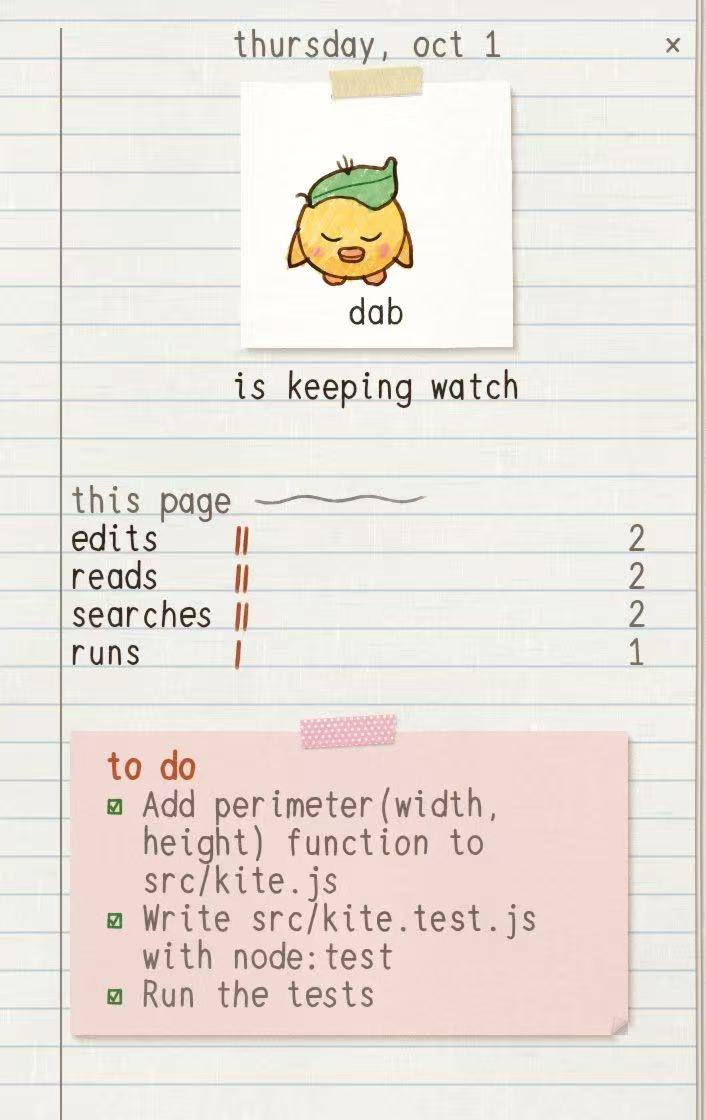 thursday, oct 1 ×
dab
is keeping watch
this page
edits 2
reads 2
searches 2
runs 1
to do
☑ Add perimeter(width,
height) function to
src/kite.js
☑ Write src/kite.test.js
with node:test
☑ Run the tests